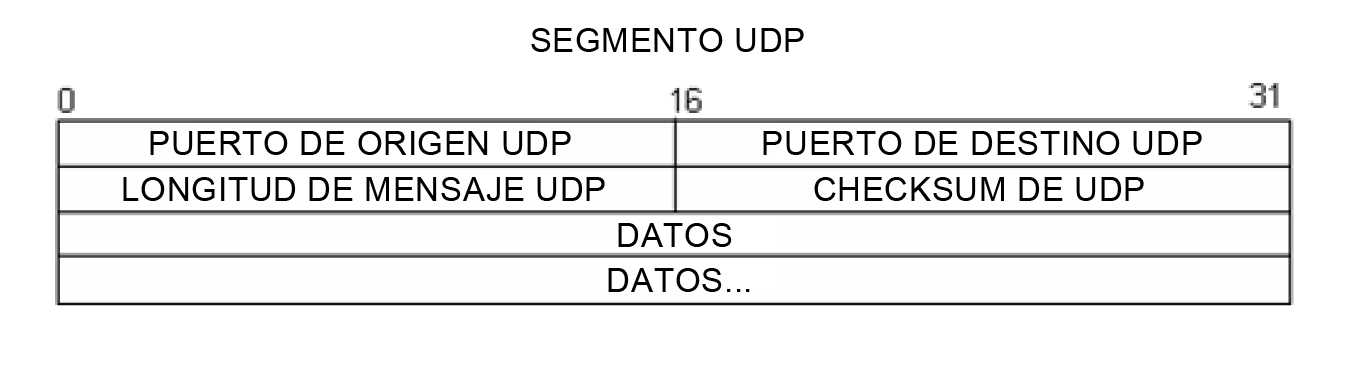 SEGMENTO UDP
0 16 31
PUERTO DE ORIGEN UDP PUERTO DE DESTINO UDP
LONGITUD DE MENSAJE UDP CHECKSUM DE UDP
DATOS
DATOS...